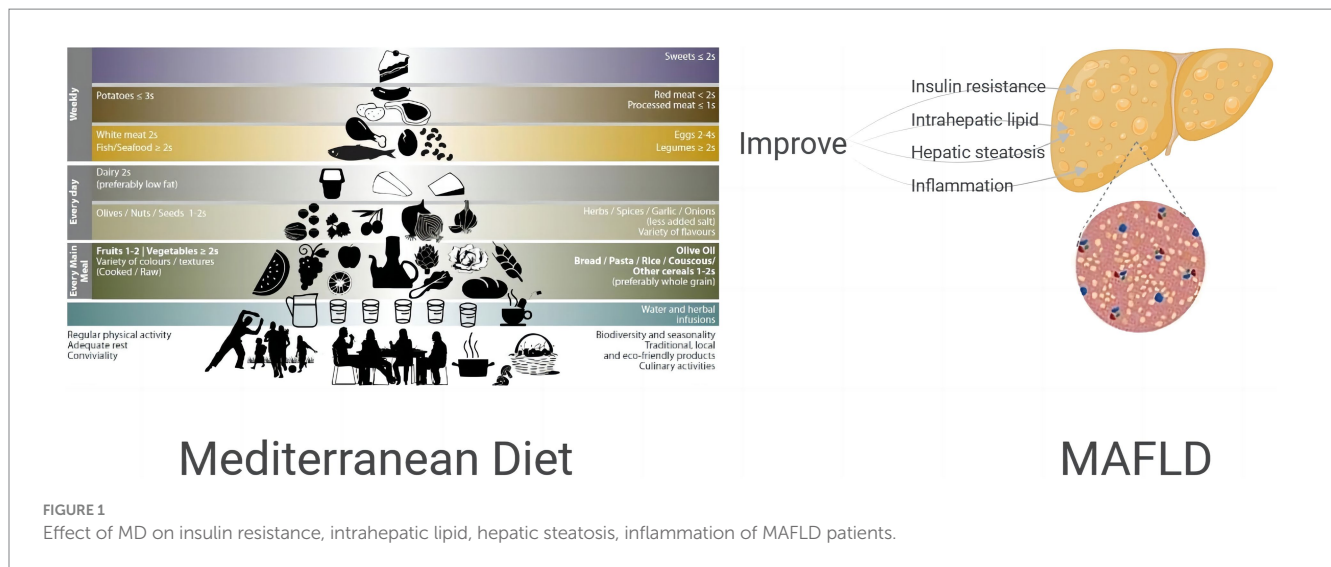 Weekly
Sweets ≤ 2s
Potatoes ≤ 3s
Red meat < 2s
Processed meat ≤ 1s
White meat 2s
Fish/Seafood ≥ 2s
Eggs 2-4s
Legumes ≥ 2s
Every day
Dairy 2s
(preferably low fat)
Olives / Nuts / Seeds 1-2s
Herbs / Spices / Garlic / Onions
(less added salt)
Variety of flavours
Every Main
Meal
Fruits 1-2 | Vegetables ≥ 2s
Variety of colours / textures
(Cooked / Raw)
Olive Oil
Bread / Pasta / Rice / Couscous/
Other cereals 1-2s
(preferably whole grain)
Water and herbal
infusions
Regular physical activity
Adequate rest
Conviviality
Biodiversity and seasonality
Traditional, local
and eco-friendly products
Culinary activities
Mediterranean Diet
Improve
Insulin resistance
Intrahepatic lipid
Hepatic steatosis
Inflammation
MAFLD
FIGURE 1
Effect of MD on insulin resistance, intrahepatic lipid, hepatic steatosis, inflammation of MAFLD patients.